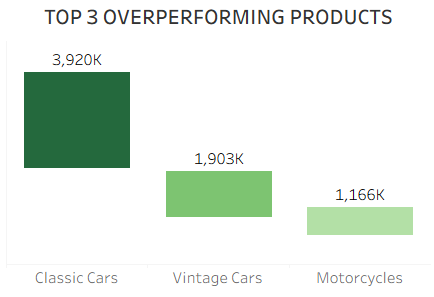 TOP 3 OVERPERFORMING PRODUCTS
3,920K
1,903K
1,166K
Classic Cars
Vintage Cars
Motorcycles